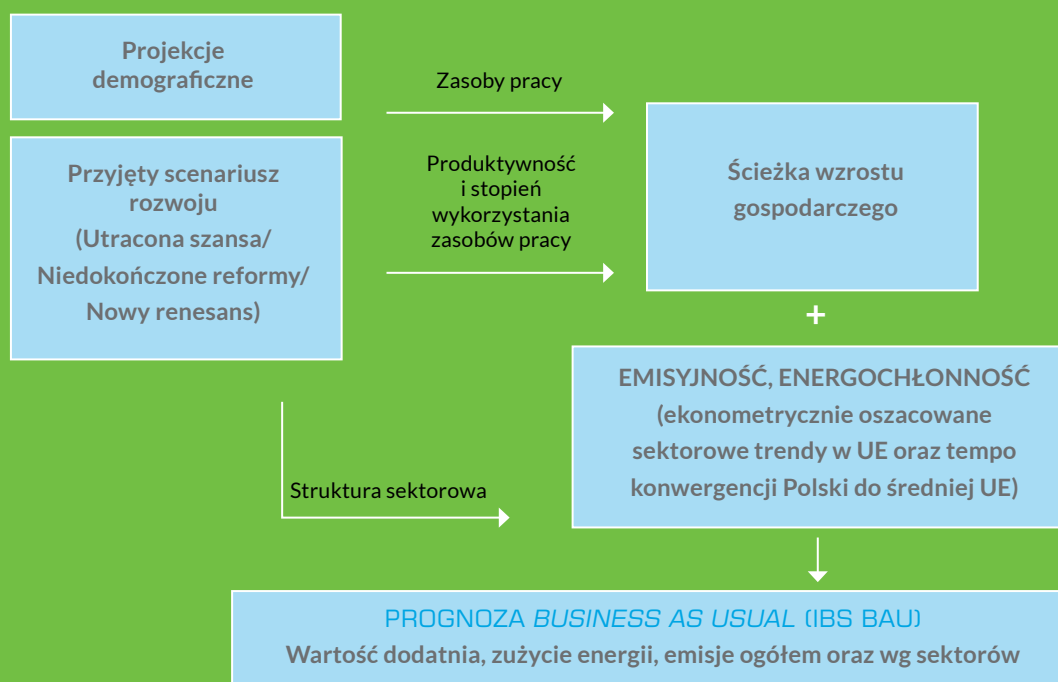 Projekcje
demograficzne
Zasoby pracy
Przyjęty scenariusz
rozwoju
(Utracona szansa/
Niedokończone reformy/
Nowy renesans)
Produktywność
i stopień
wykorzystania
zasobów pracy
Ścieżka wzrostu
gospodarczego
+
EMISYJNOŚĆ, ENERGOCHŁONNOŚĆ
(ekonometrycznie oszacowane
sektorowe trendy w UE oraz tempo
konwergencji Polski do średniej UE)
Struktura sektorowa
PROGNOZA BUSINESS AS USUAL (IBS BAU)
Wartość dodatnia, zużycie energii, emisje ogółem oraz wg sektorów